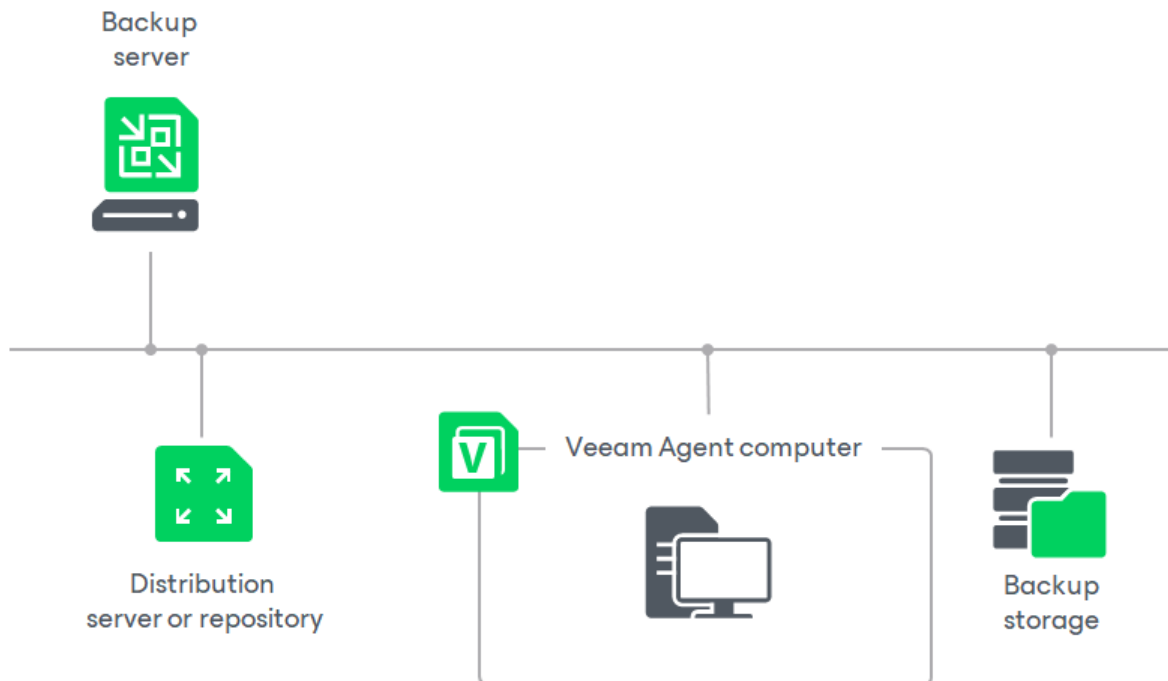 Backup
server
V
Veeam Agent computer
Distribution
server or repository
Backup
storage